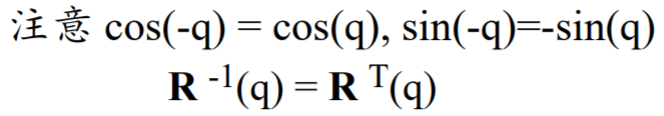 注意 cos(-q) = cos(q), sin(-q)=-sin(q)
R -1(q) = R T(q)